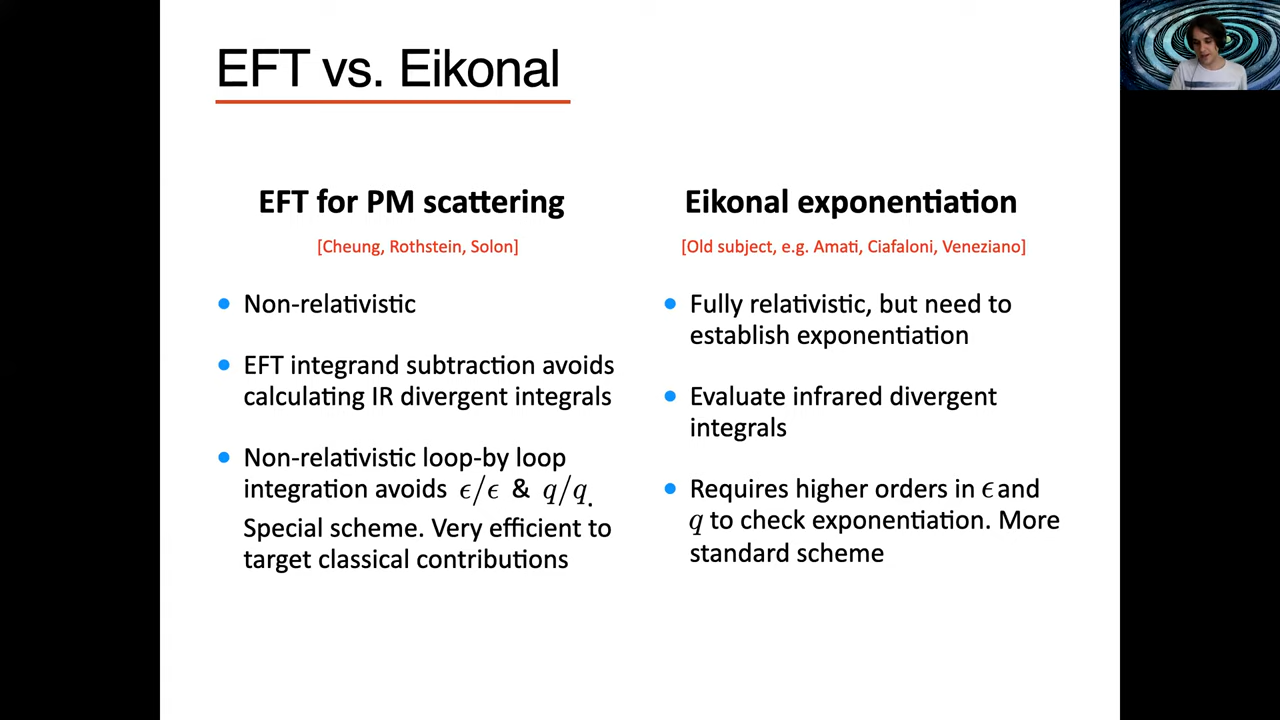 EFT vs. Eikonal
EFT for PM scattering
[Cheung, Rothstein, Solon]
• Non-relativistic
• EFT integrand subtraction avoids
calculating IR divergent integrals
• Non-relativistic loop-by loop
integration avoids ϵ/ϵ & q/q.
Special scheme. Very efficient to
target classical contributions
Eikonal exponentiation
[Old subject, e.g. Amati, Ciafaloni, Veneziano]
• Fully relativistic, but need to
establish exponentiation
• Evaluate infrared divergent
integrals
• Requires higher orders in ϵ and
q to check exponentiation. More
standard scheme